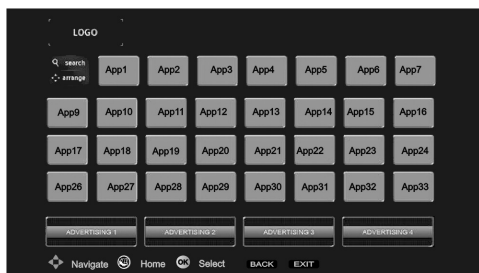 LOGO
search
arrange
App1 App2 App3 App4 App5 App6 App7
App9 App10 App11 App12 App13 App14 App15 App16
App17 App18 App19 App20 App21 App22 App23 App24
App26 App27 App28 App29 App30 App31 App32 App33
ADVERTISING 1 ADVERTISING 2 ADVERTISING 3 ADVERTISING 4
Navigate Home OK Select BACK EXIT